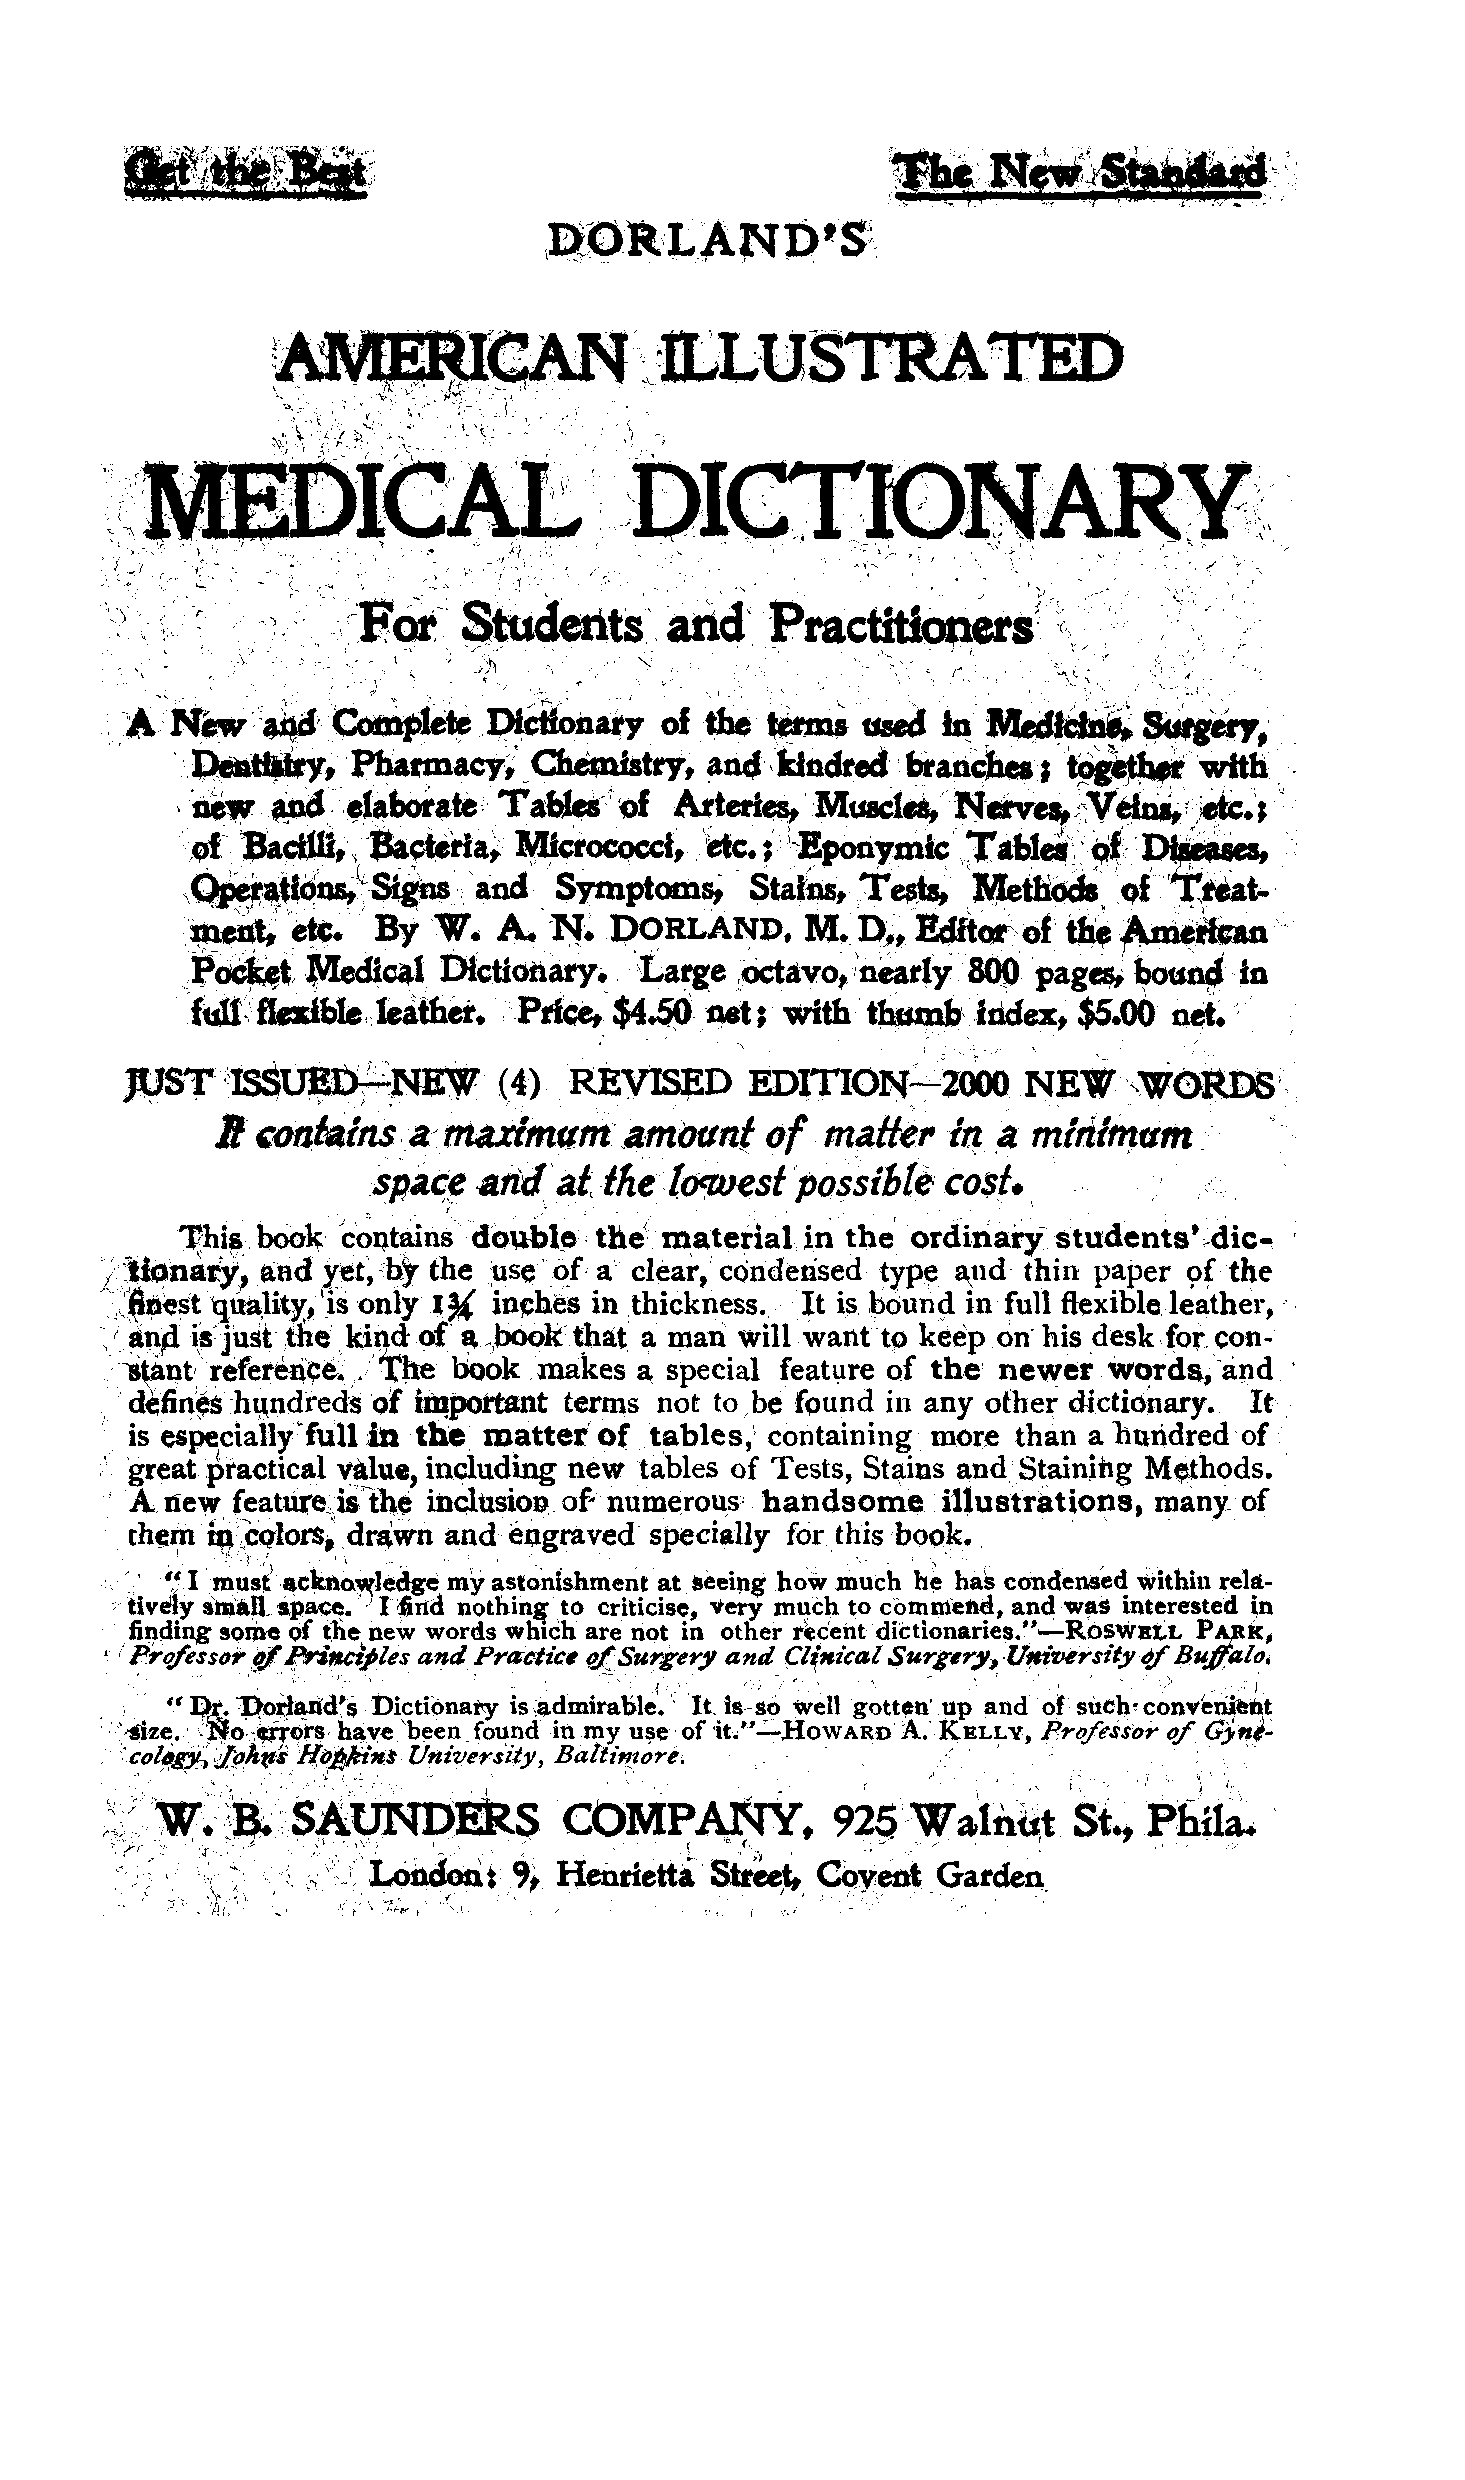 Get the Best
The New Standard
DORLAND'S
AMERICAN ILLUSTRATED
MEDICAL DICTIONARY
For Students and Practitioners
A New and Complete Dictionary of the terms used in Medicine, Surgery,
Dentistry, Pharmacy, Chemistry, and kindred branches; together with
new and elaborate Tables of Arteries, Muscles, Nerves, Veins, etc.;
of Bacilli, Bacteria, Micrococci, etc.; Eponymic Tables of Diseases,
Operations, Signs and Symptoms, Stains, Tests, Methods of Treat-
ment, etc. By W. A. N. DORLAND, M. D., Editor of the American
Pocket Medical Dictionary. Large octavo, nearly 800 pages, bound in
full flexible leather. Price, $4.50 net; with thumb index, $5.00 net.
JUST ISSUED—NEW (4) REVISED EDITION—2000 NEW WORDS
It contains a maximum amount of matter in a minimum
space and at the lowest possible cost.
This book contains double the material in the ordinary students' dic-
tionary, and yet, by the use of a clear, condensed type and thin paper of the
finest quality, is only 1¾ inches in thickness. It is bound in full flexible leather,
and is just the kind of a book that a man will want to keep on his desk for con-
stant reference. The book makes a special feature of the newer words, and
defines hundreds of important terms not to be found in any other dictionary. It
is especially full in the matter of tables, containing more than a hundred of
great practical value, including new tables of Tests, Stains and Staining Methods.
A new feature is the inclusion of numerous handsome illustrations, many of
them in colors, drawn and engraved specially for this book.
"I must acknowledge my astonishment at seeing how much he has condensed within rela-
tively small space. I find nothing to criticise, very much to commend, and was interested in
finding some of the new words which are not in other recent dictionaries."—ROSWELL PARK,
Professor of Principles and Practice of Surgery and Clinical Surgery, University of Buffalo.
"Dr. Dorland's Dictionary is admirable. It is so well gotten up and of such convenient
size. No errors have been found in my use of it."—HOWARD A. KELLY, Professor of Gyne-
cology, Johns Hopkins University, Baltimore.
W. B. SAUNDERS COMPANY, 925 Walnut St., Phila.
London: 9, Henrietta Street, Covent Garden